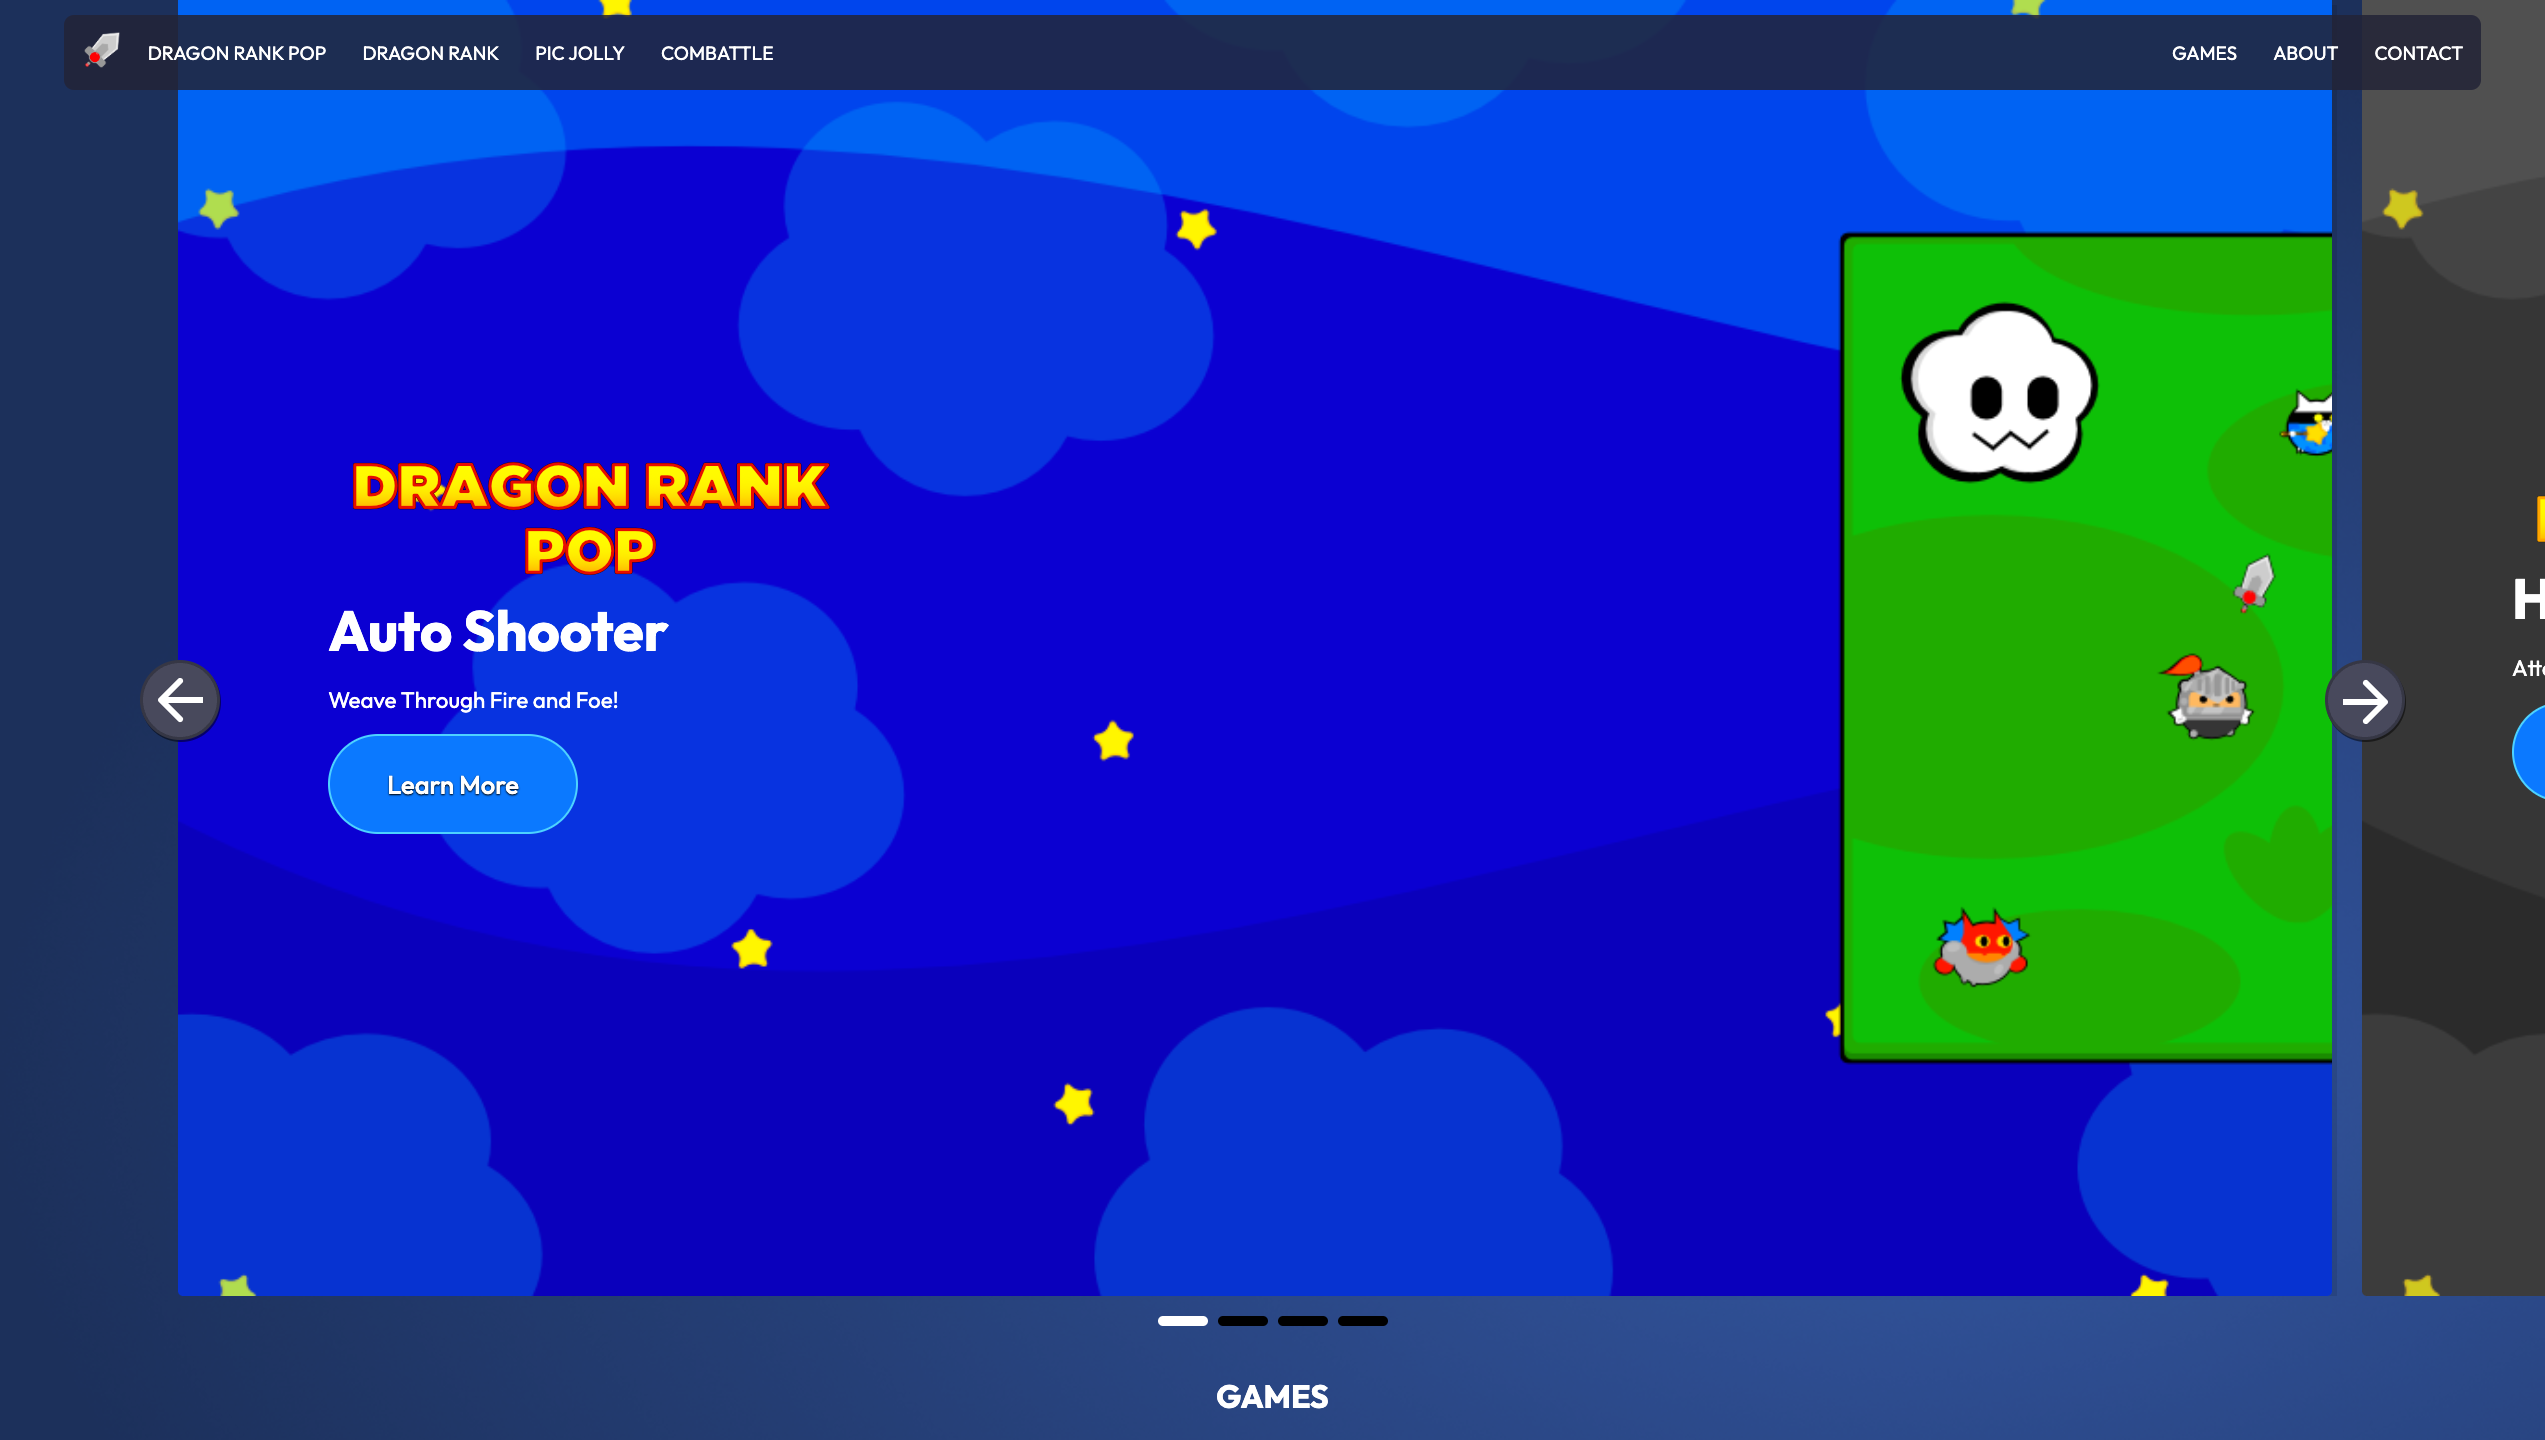 DRAGON RANK POP
DRAGON RANK
PIC JOLLY
COMBATTLE
GAMES
ABOUT
CONTACT
DRAGON RANK
POP
Auto Shooter
Weave Through Fire and Foe!
Learn More
GAMES